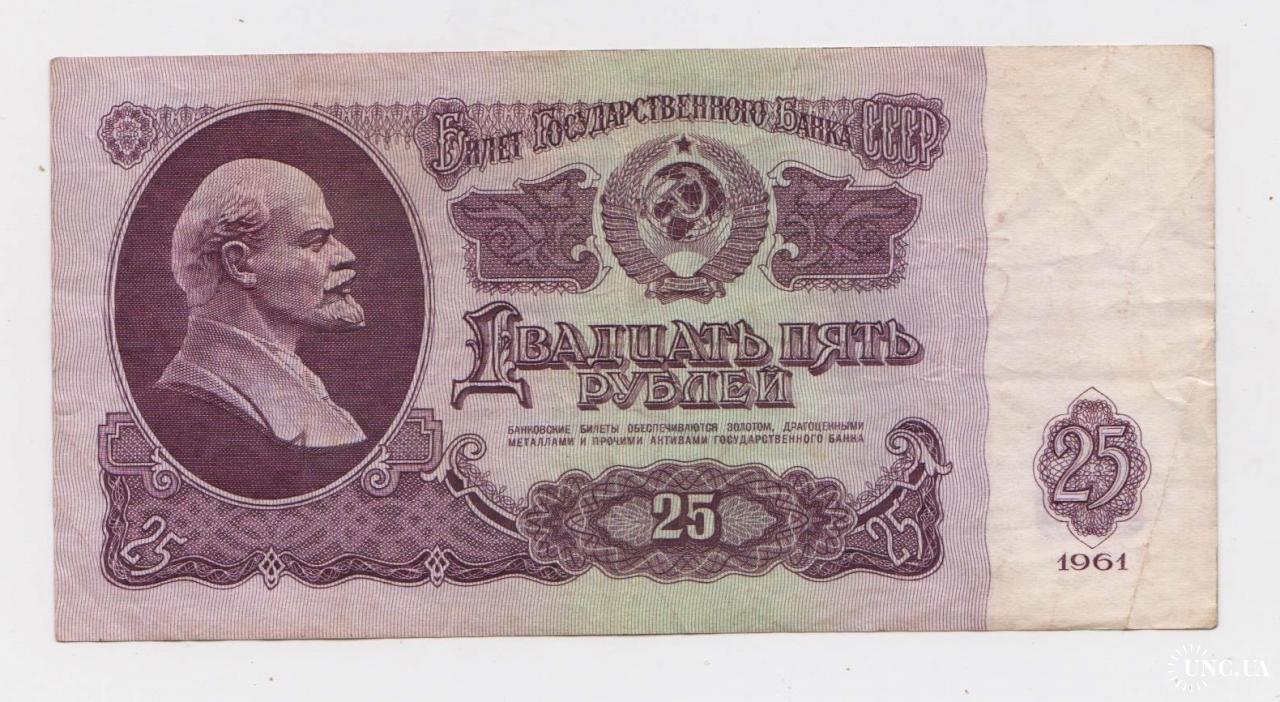 Билет Государственного Банка СССР
Двадцать пять
рублей
БАНКОВСКИЕ БИЛЕТЫ ОБЕСПЕЧИВАЮТСЯ ЗОЛОТОМ, ДРАГОЦЕННЫМИ
МЕТАЛЛАМИ И ПРОЧИМИ АКТИВАМИ ГОСУДАРСТВЕННОГО БАНКА
25
25
25
25
1961
UNC.UA